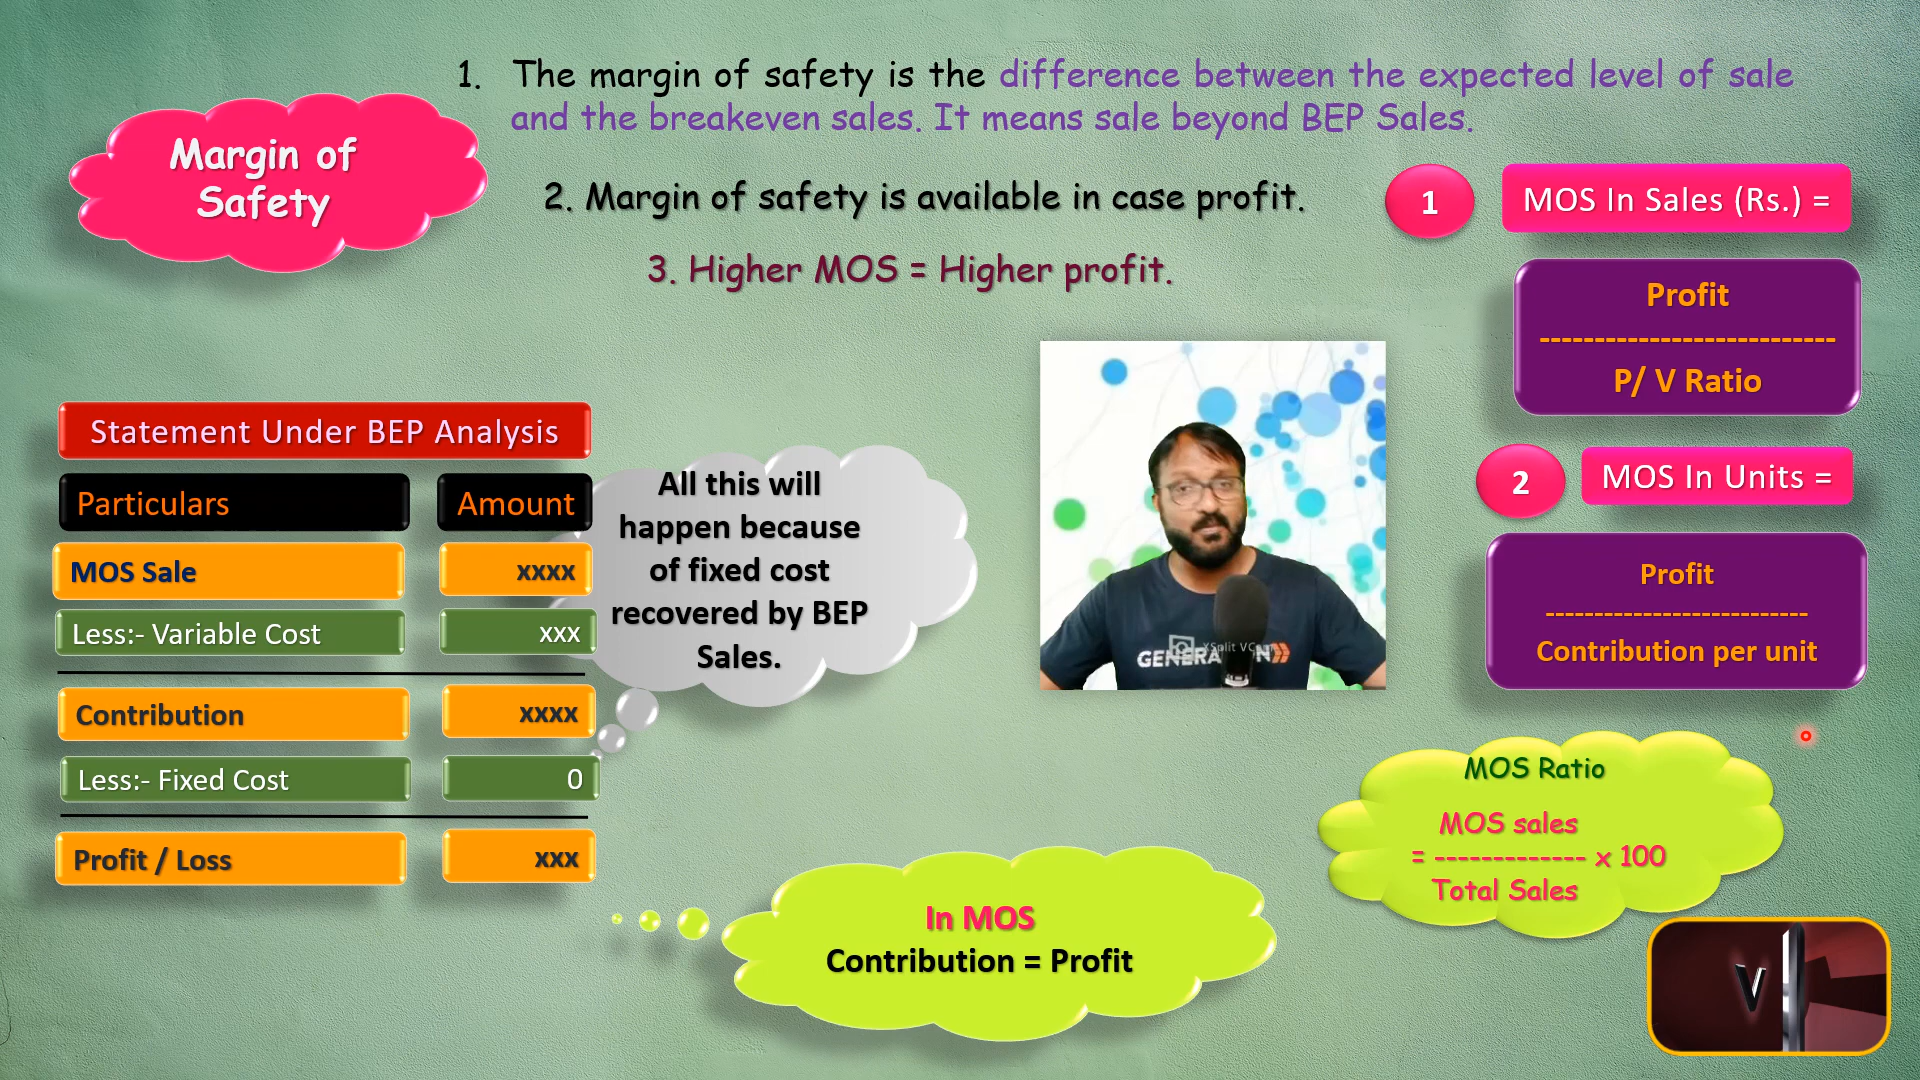 Margin of
Safety
1. The margin of safety is the difference between the expected level of sale
and the breakeven sales. It means sale beyond BEP Sales.
2. Margin of safety is available in case profit.
3. Higher MOS = Higher profit.
1
MOS In Sales (Rs.) =
Profit
---------------------------
P/ V Ratio
2
MOS In Units =
Profit
---------------------------
Contribution per unit
Statement Under BEP Analysis
Particulars Amount
MOS Sale xxxx
Less:- Variable Cost xxx
Contribution xxxx
Less:- Fixed Cost 0
Profit / Loss xxx
All this will
happen because
of fixed cost
recovered by BEP
Sales.
XSplit
MOS Ratio
MOS sales
= ------------- x 100
Total Sales
In MOS
Contribution = Profit
V